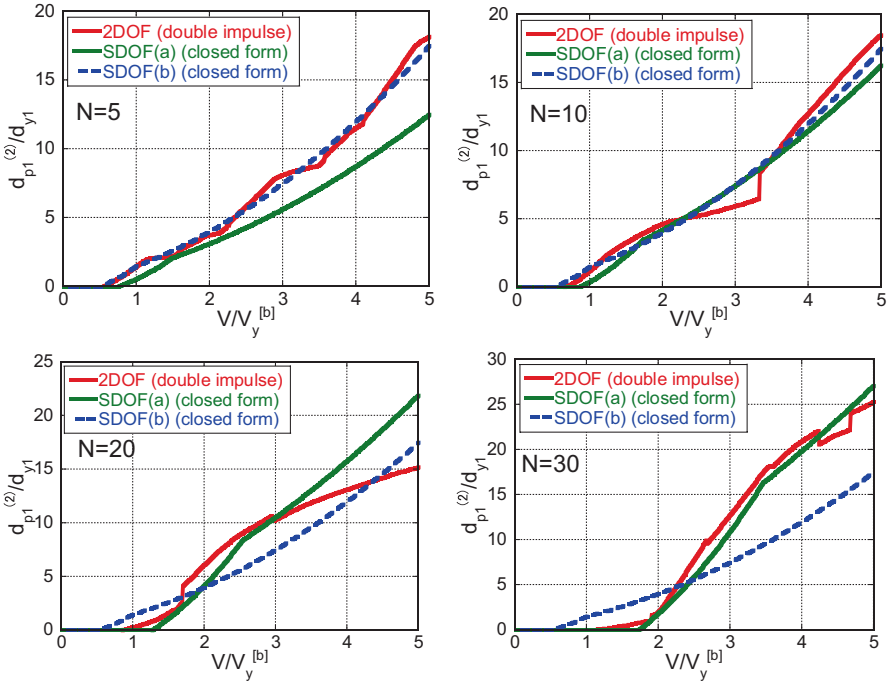 20
15
10
5
0
2DOF (double impulse)
SDOF(a) (closed form)
SDOF(b) (closed form)
N=5
d_p1^(2)/d_y1
0 1 2 3 4 5
V/V_y^[b]
20
15
10
5
0
2DOF (double impulse)
SDOF(a) (closed form)
SDOF(b) (closed form)
N=10
d_p1^(2)/d_y1
0 1 2 3 4 5
V/V_y^[b]
25
20
15
10
5
0
2DOF (double impulse)
SDOF(a) (closed form)
SDOF(b) (closed form)
N=20
d_p1^(2)/d_y1
0 1 2 3 4 5
V/V_y^[b]
30
25
20
15
10
5
0
2DOF (double impulse)
SDOF(a) (closed form)
SDOF(b) (closed form)
N=30
d_p1^(2)/d_y1
0 1 2 3 4 5
V/V_y^[b]